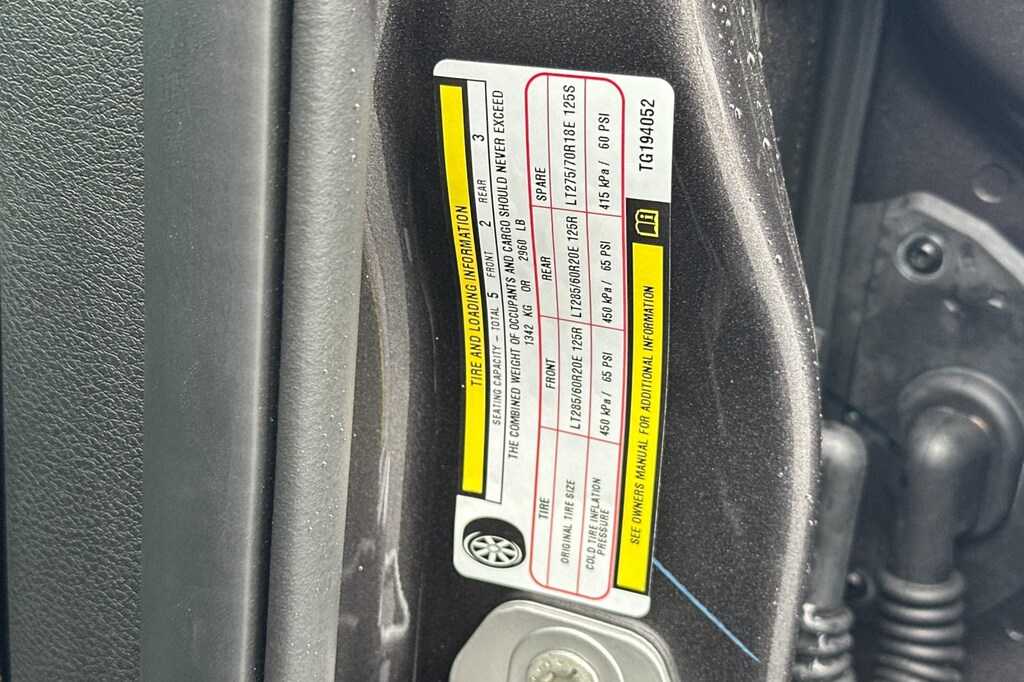 TIRE AND LOADING INFORMATION
SEATING CAPACITY - TOTAL 5 FRONT 2 REAR 3
THE COMBINED WEIGHT OF OCCUPANTS AND CARGO SHOULD NEVER EXCEED
1342 KG OR 2960 LB
TIRE FRONT REAR SPARE
ORIGINAL TIRE SIZE LT285/60R20E 125R LT285/60R20E 125R LT275/70R18E 125S
COLD TIRE INFLATION PRESSURE 450 kPa / 65 PSI 450 kPa / 65 PSI 415 kPa / 60 PSI
SEE OWNERS MANUAL FOR ADDITIONAL INFORMATION
TG194052